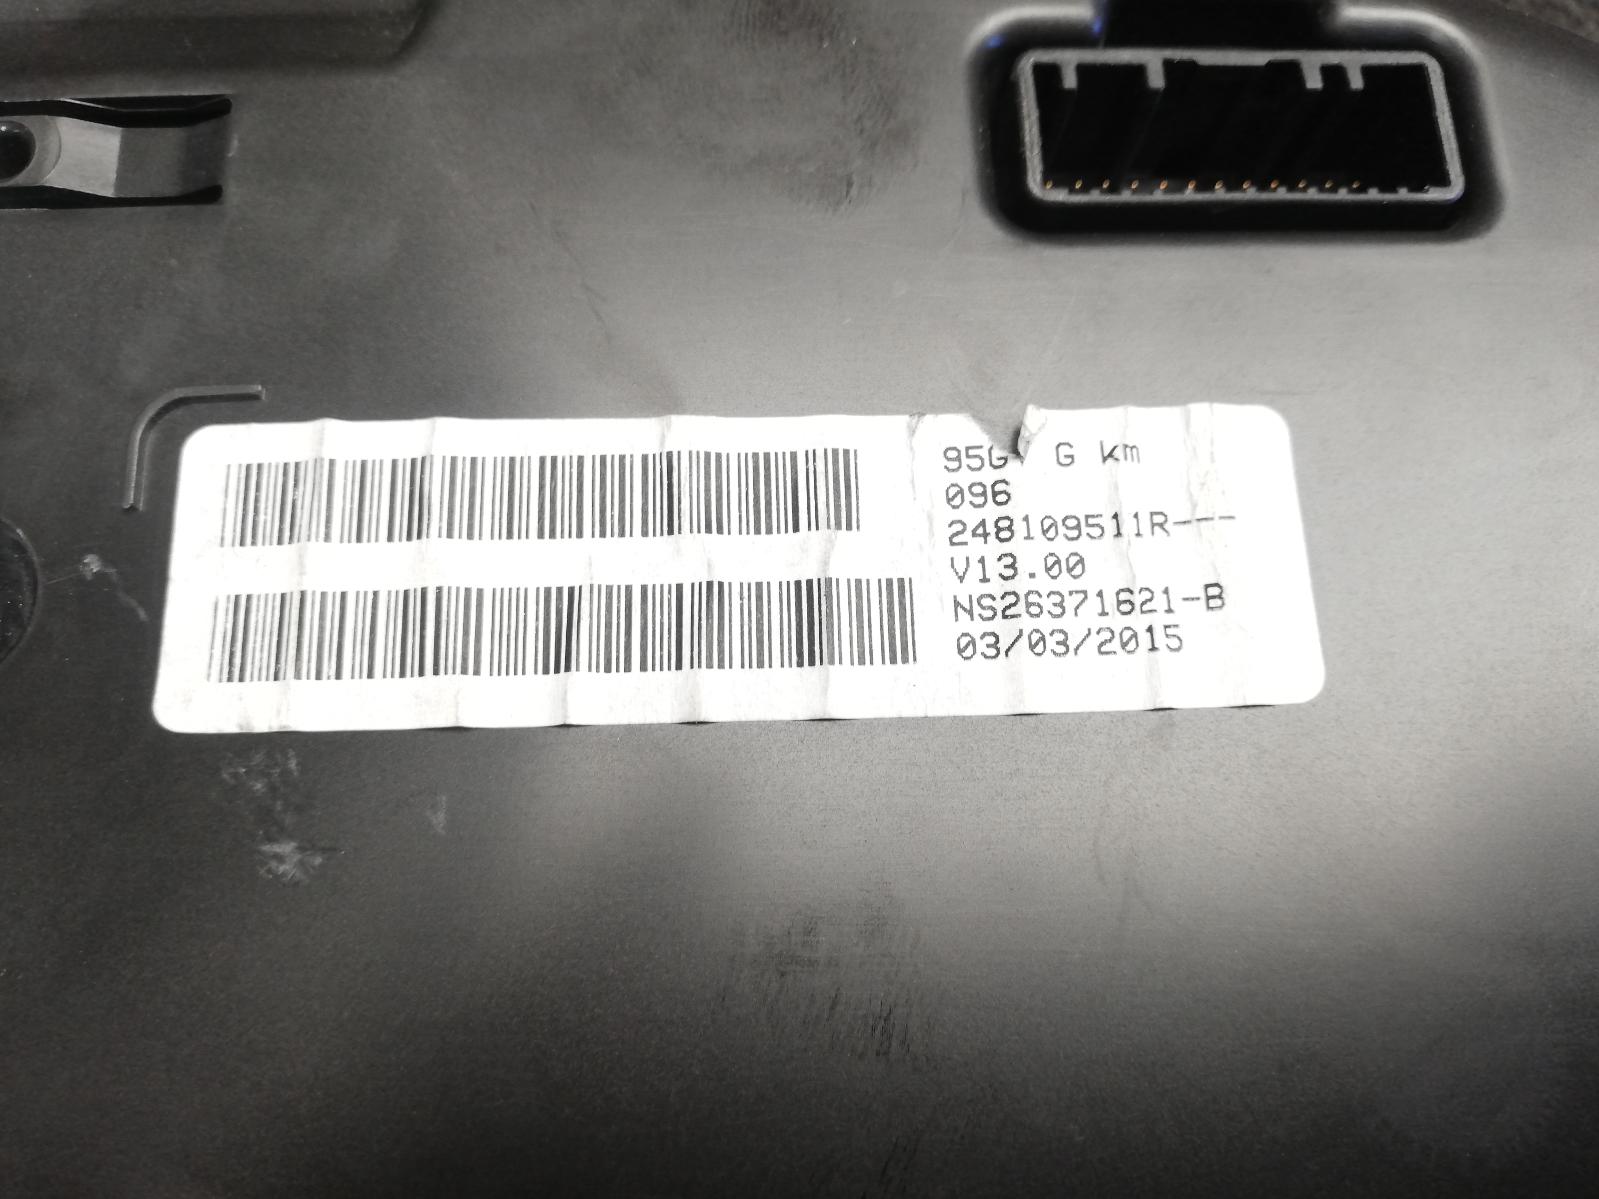 G km
096
248109511R---
V13.00
NS26371621-B
03/03/2015